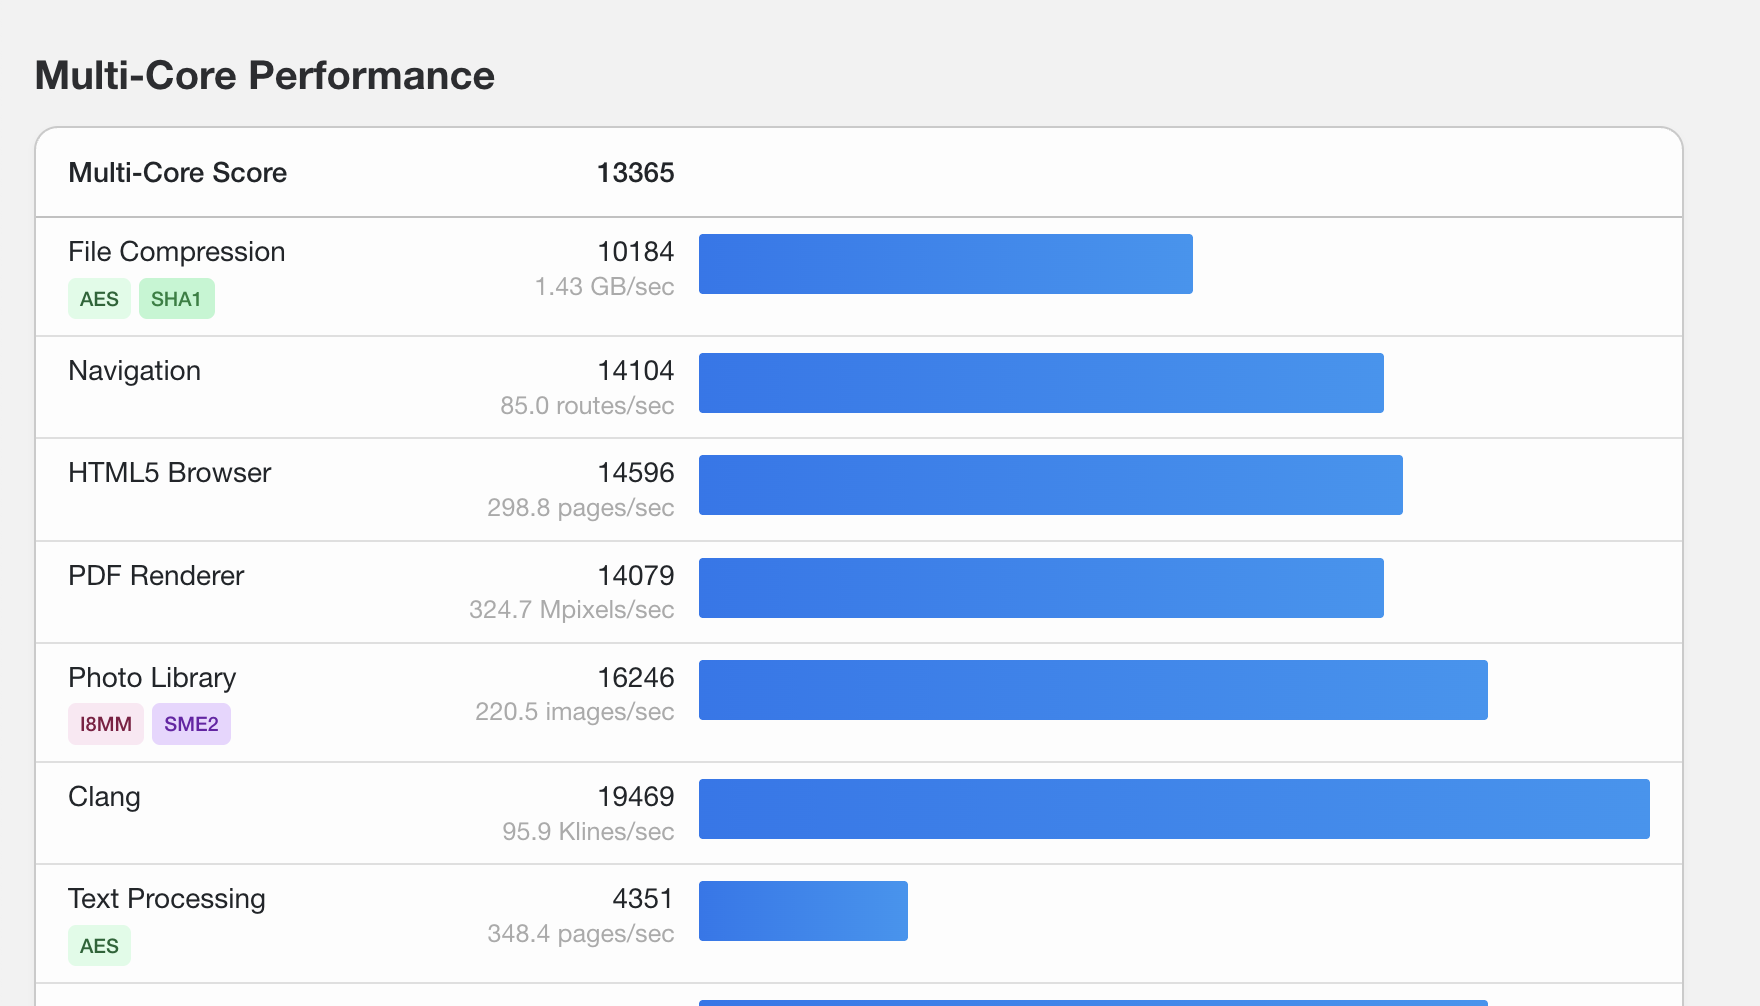 Multi-Core Performance
Multi-Core Score 13365
File Compression 10184
1.43 GB/sec
AES SHA1
Navigation 14104
85.0 routes/sec
HTML5 Browser 14596
298.8 pages/sec
PDF Renderer 14079
324.7 Mpixels/sec
Photo Library 16246
220.5 images/sec
I8MM SME2
Clang 19469
95.9 Klines/sec
Text Processing 4351
348.4 pages/sec
AES